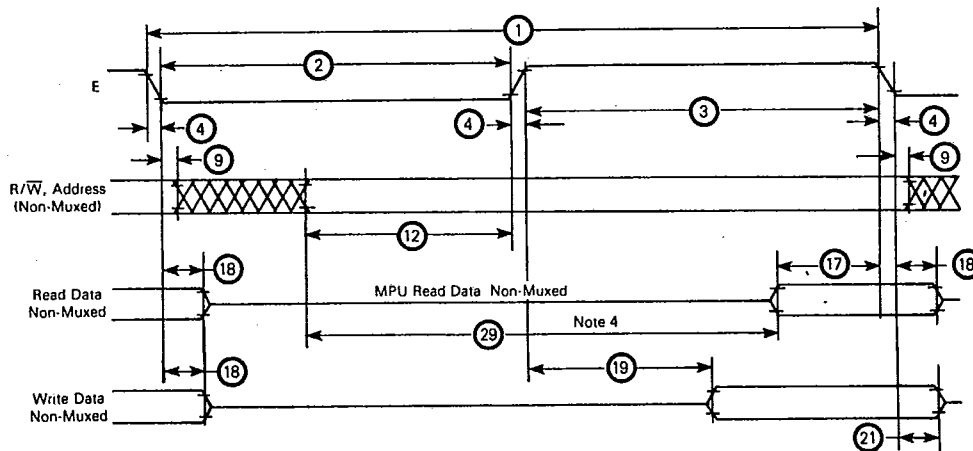 1
2
E
3
4
4
4
9
9
R/W̅, Address
(Non-Muxed)
12
18
17
18
Read Data
Non-Muxed
MPU Read Data Non-Muxed
29
Note 4
18
19
Write Data
Non-Muxed
21